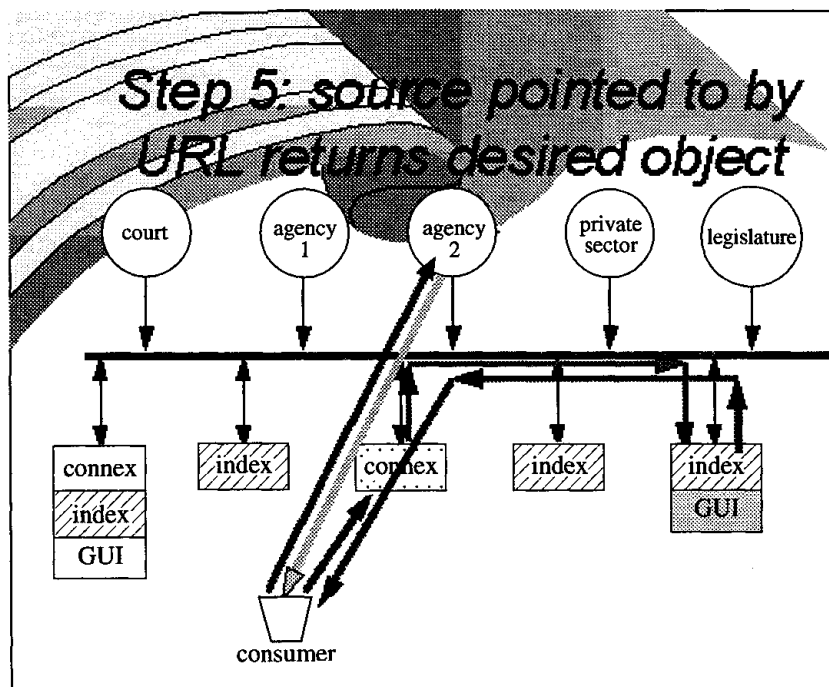 Step 5: source pointed to by
URL returns desired object
court
agency
1
agency
2
private
sector
legislature
connex
index
GUI
index
connex
index
index
GUI
consumer